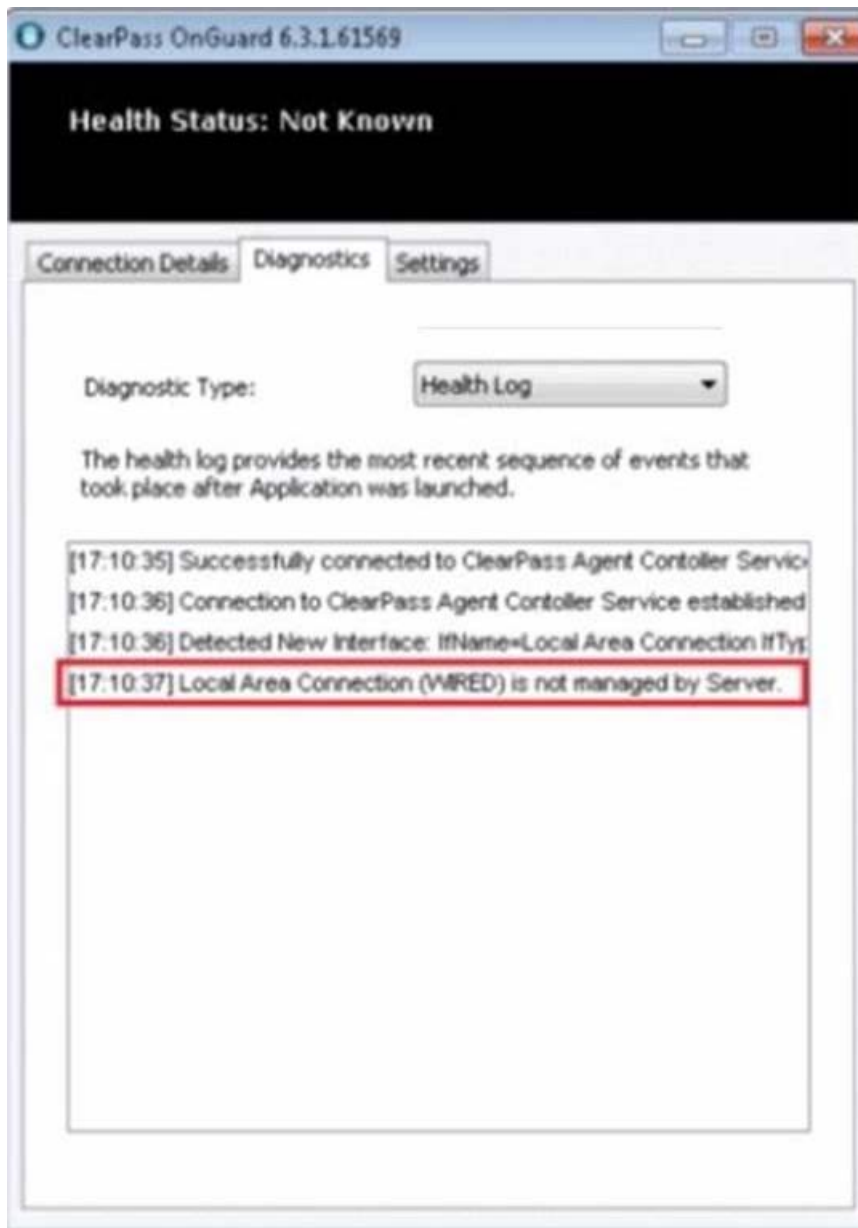 ClearPass OnGuard 6.3.1.61569
Health Status: Not Known
Connection Details Diagnostics Settings
Diagnostic Type: Health Log
The health log provides the most recent sequence of events that
took place after Application was launched.
[17:10:35] Successfully connected to ClearPass Agent Contoller Servic
[17:10:36] Connection to ClearPass Agent Contoller Service established
[17:10:36] Detected New Interface: IfName=Local Area Connection IfTyp
[17:10:37] Local Area Connection (WIRED) is not managed by Server.